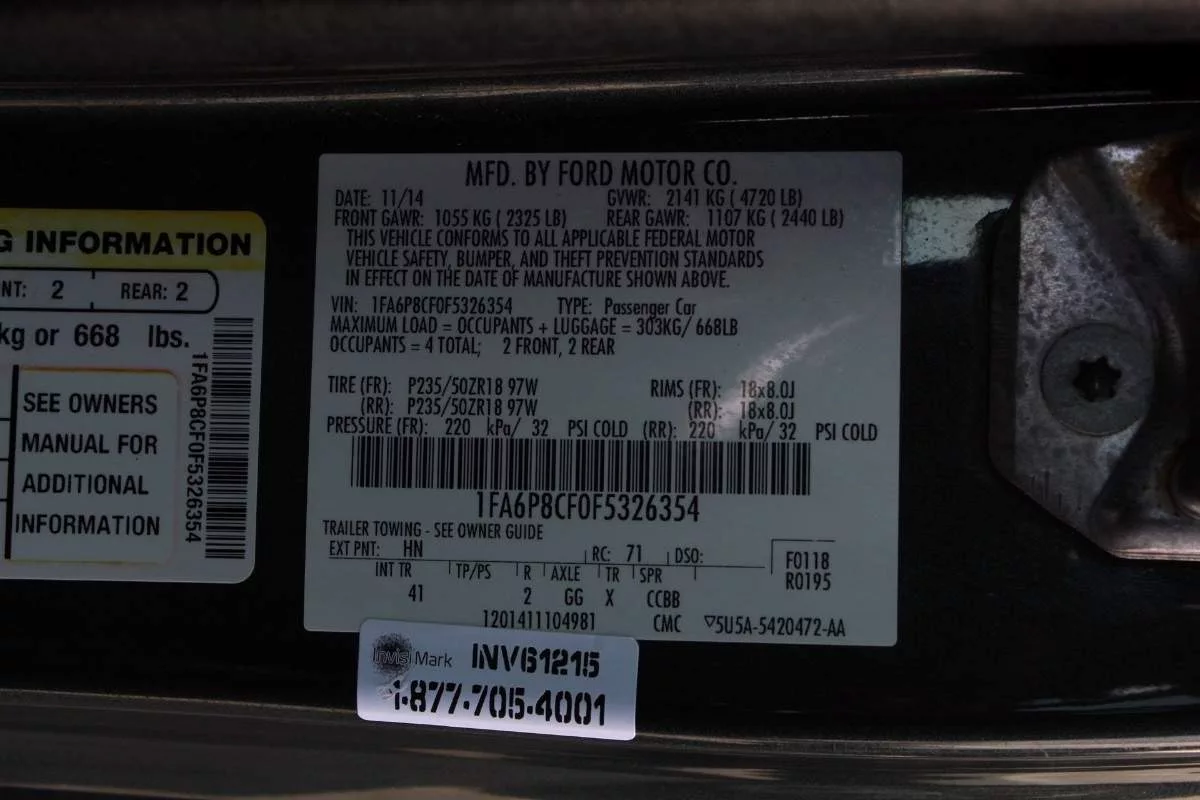 G INFORMATION
NT: 2 REAR: 2
kg or 668 lbs.
SEE OWNERS
MANUAL FOR
ADDITIONAL
INFORMATION
1FA6P8CF0F5326354
MFD. BY FORD MOTOR CO.
DATE: 11/14 GVWR: 2141 KG ( 4720 LB)
FRONT GAWR: 1055 KG ( 2325 LB) REAR GAWR: 1107 KG ( 2440 LB)
THIS VEHICLE CONFORMS TO ALL APPLICABLE FEDERAL MOTOR
VEHICLE SAFETY, BUMPER, AND THEFT PREVENTION STANDARDS
IN EFFECT ON THE DATE OF MANUFACTURE SHOWN ABOVE.
VIN: 1FA6P8CF0F5326354 TYPE: Passenger Car
MAXIMUM LOAD = OCCUPANTS + LUGGAGE = 303KG/ 668LB
OCCUPANTS = 4 TOTAL; 2 FRONT, 2 REAR
TIRE (FR): P235/50ZR18 97W RIMS (FR): 18x8.0J
(RR): P235/50ZR18 97W (RR): 18x8.0J
PRESSURE (FR): 220 kPa/ 32 PSI COLD (RR): 220 kPa/ 32 PSI COLD
1FA6P8CF0F5326354
TRAILER TOWING - SEE OWNER GUIDE
EXT PNT: HN RC: 71 DSO: F0118
R0195
INT TR TP/PS R AXLE TR SPR
41 2 GG X CCBB
1201411104981 CMC ▽5U5A-5420472-AA
InvisiMark INV61215
1-877-705-4001